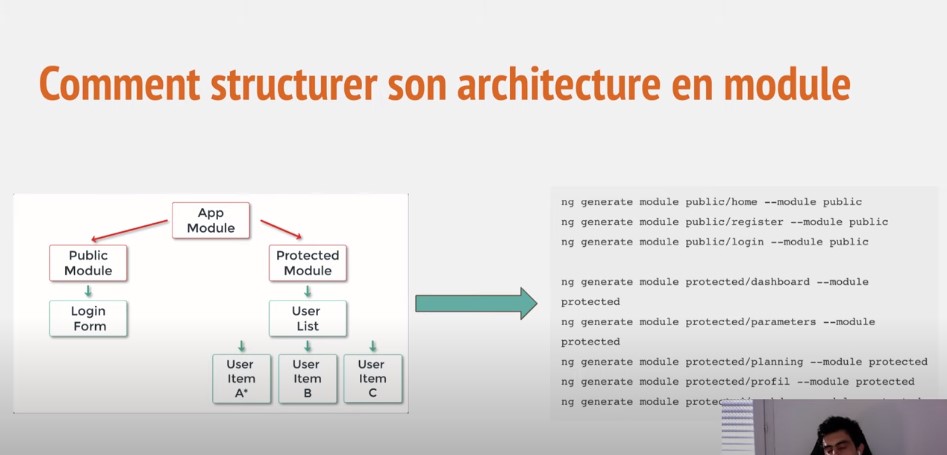 Comment structurer son architecture en module
App
Module
Public
Module
Protected
Module
Login
Form
User
List
User
Item
A*
User
Item
B
User
Item
C
ng generate module public/home --module public
ng generate module public/register --module public
ng generate module public/login --module public
ng generate module protected/dashboard --module
protected
ng generate module protected/parameters --module
protected
ng generate module protected/planning --module protected
ng generate module protected/profil --module protected
ng generate module